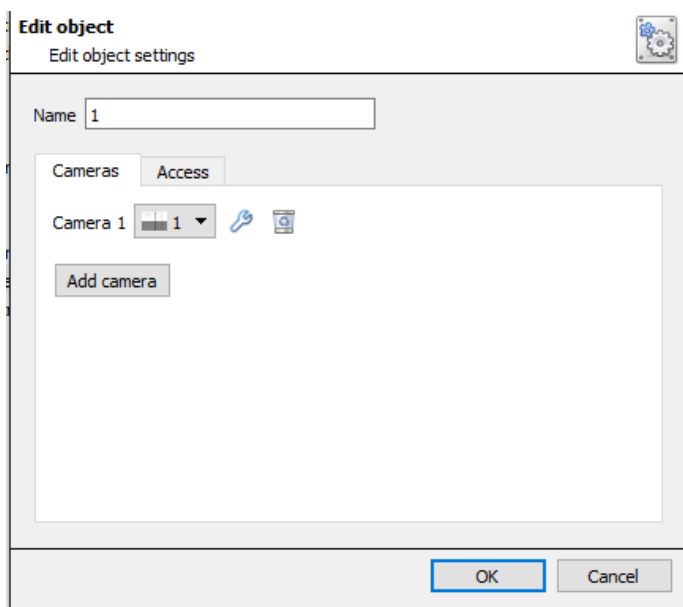 Edit object
Edit object settings
Name 1
Cameras Access
Camera 1 1
Add camera
OK Cancel